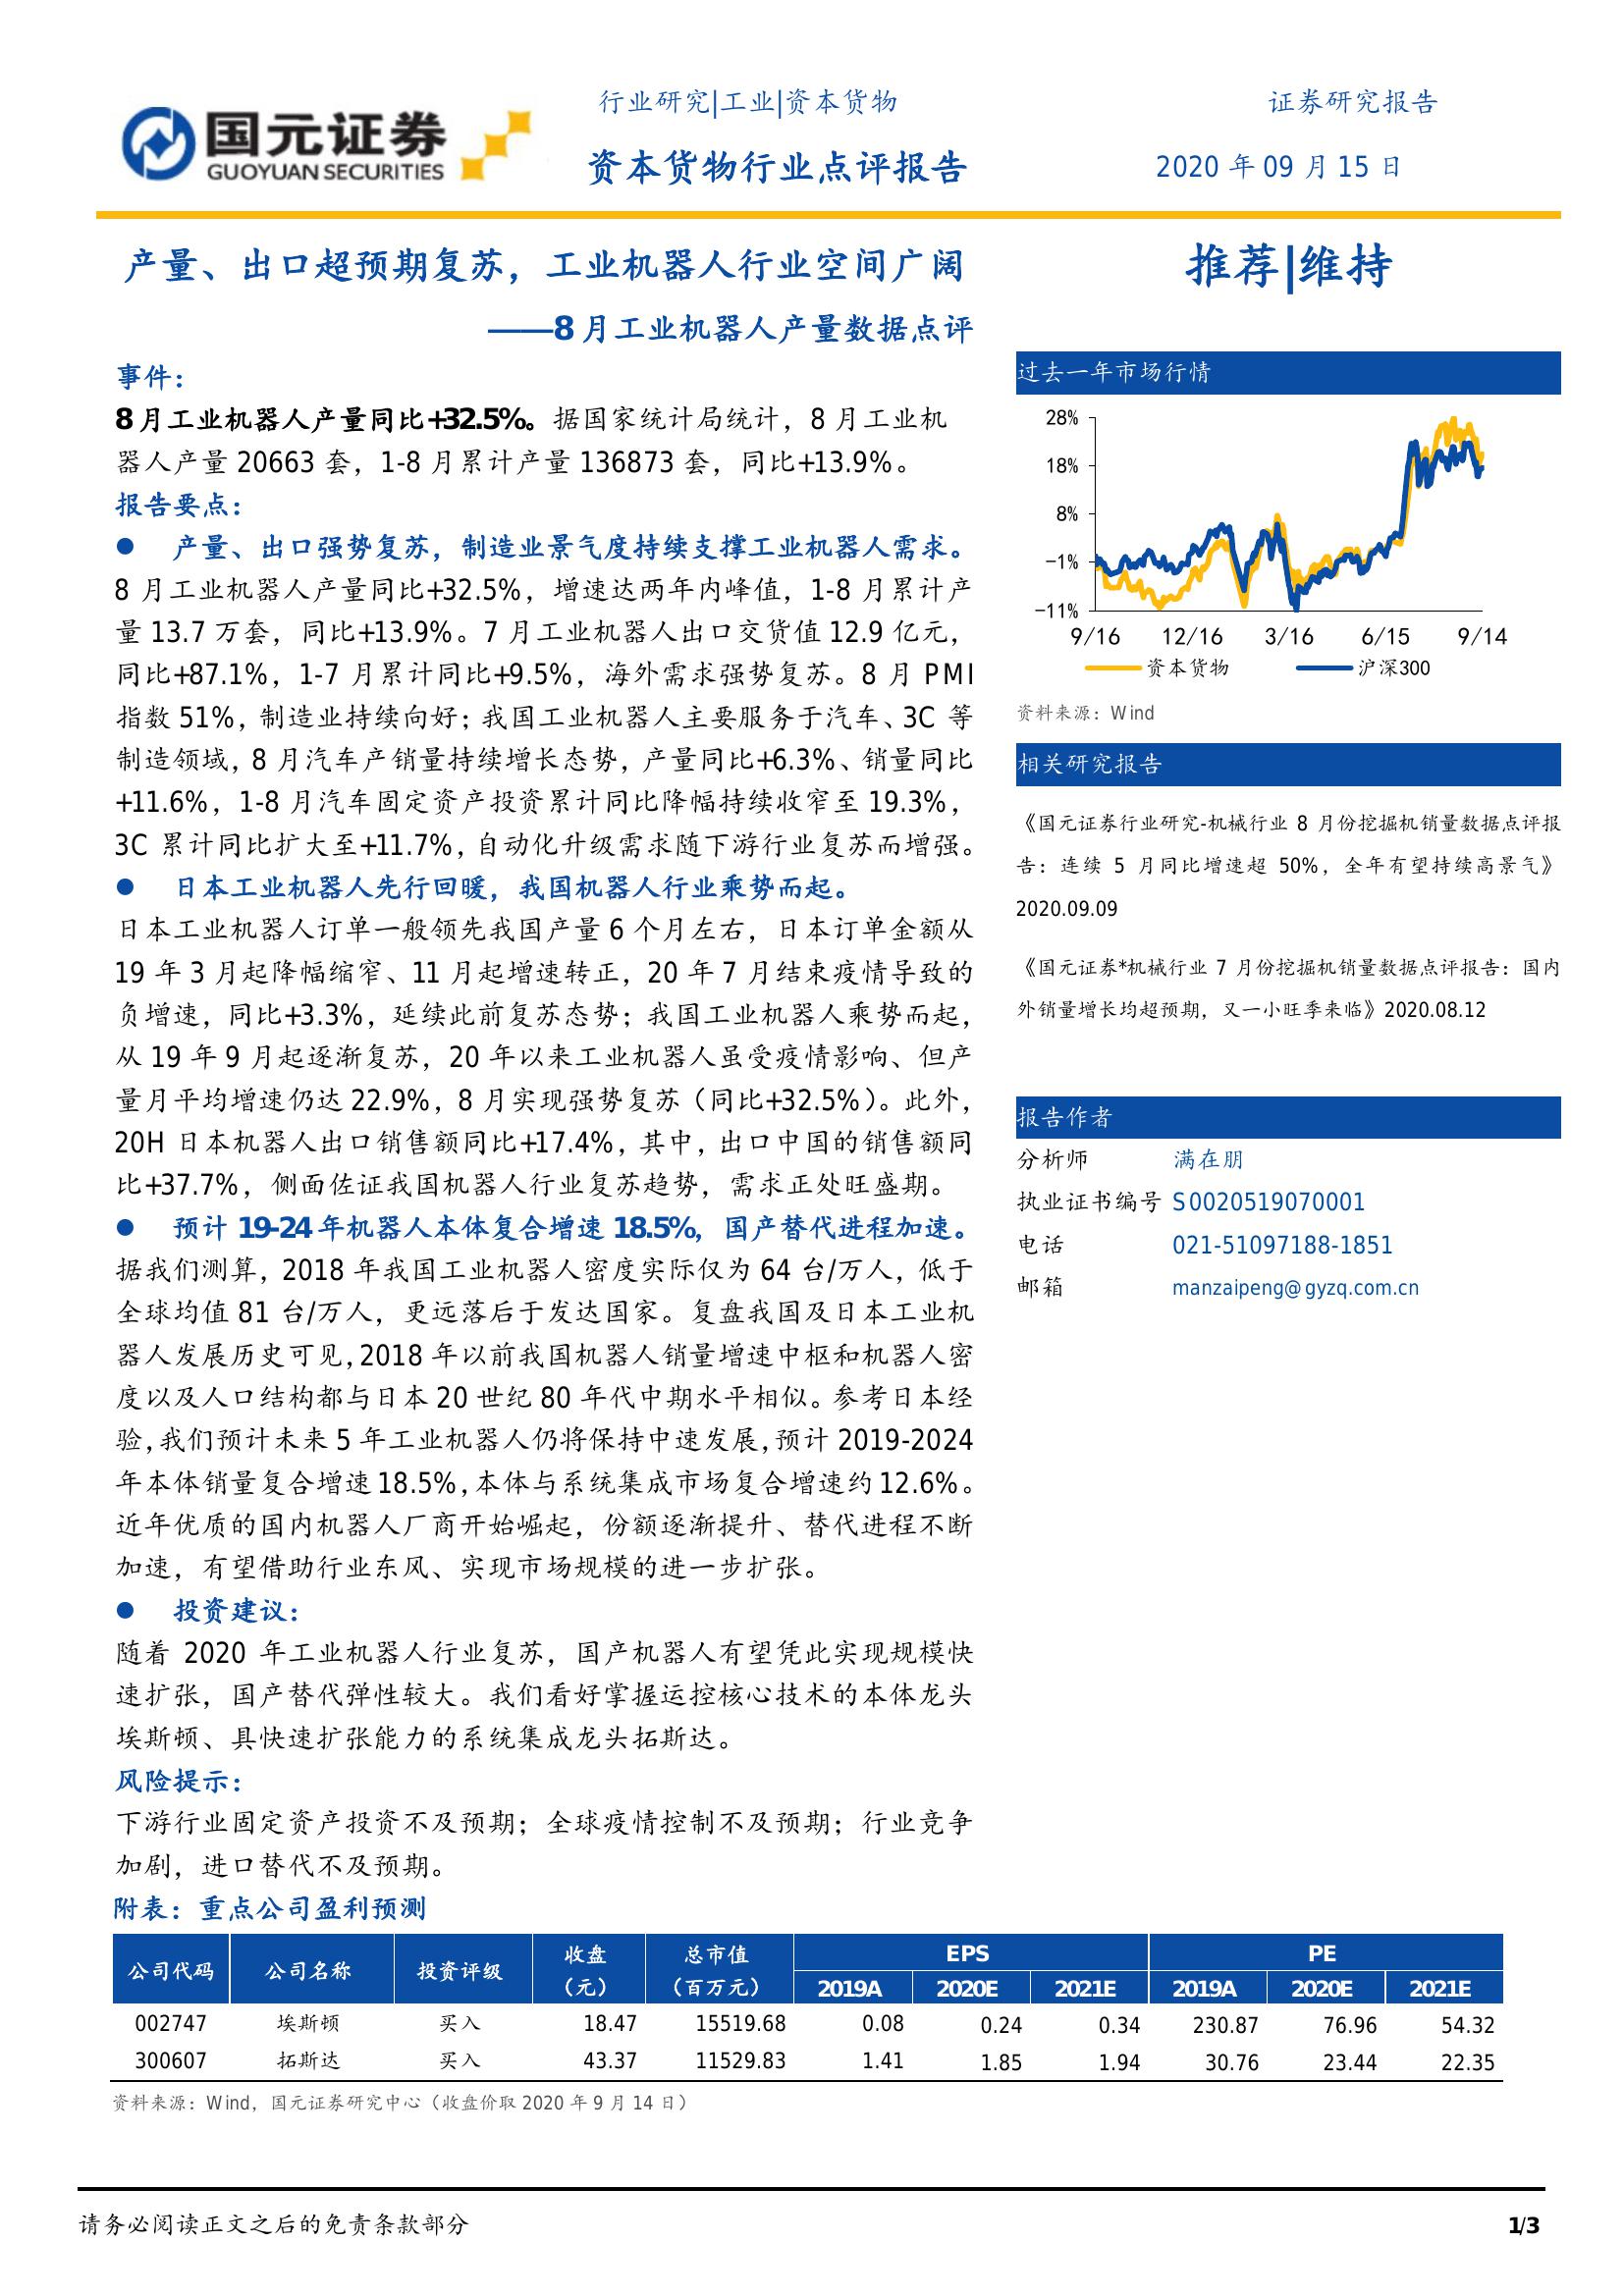 国元证券
GUOYUAN SECURITIES
行业研究|工业|资本货物
证券研究报告
资本货物行业点评报告
2020 年 09 月 15 日
产量、出口超预期复苏，工业机器人行业空间广阔
——8 月工业机器人产量数据点评
事件：
8 月工业机器人产量同比+32.5%。据国家统计局统计，8 月工业机
器人产量 20663 套，1-8 月累计产量 136873 套，同比+13.9%。
报告要点：
● 产量、出口强势复苏，制造业景气度持续支撑工业机器人需求。
8 月工业机器人产量同比+32.5%，增速达两年内峰值，1-8 月累计产
量 13.7 万套，同比+13.9%。7 月工业机器人出口交货值 12.9 亿元，
同比+87.1%，1-7 月累计同比+9.5%，海外需求强势复苏。8 月 PMI
指数 51%，制造业持续向好；我国工业机器人主要服务于汽车、3C 等
制造领域，8 月汽车产销量持续增长态势，产量同比+6.3%、销量同比
+11.6%，1-8 月汽车固定资产投资累计同比降幅持续收窄至 19.3%，
3C 累计同比扩大至+11.7%，自动化升级需求随下游行业复苏而增强。
● 日本工业机器人先行回暖，我国机器人行业乘势而起。
日本工业机器人订单一般领先我国产量 6 个月左右，日本订单金额从
19 年 3 月起降幅缩窄、11 月起增速转正，20 年 7 月结束疫情导致的
负增速，同比+3.3%，延续此前复苏态势；我国工业机器人乘势而起，
从 19 年 9 月起逐渐复苏，20 年以来工业机器人虽受疫情影响、但产
量月平均增速仍达 22.9%，8 月实现强势复苏（同比+32.5%）。此外，
20H 日本机器人出口销售额同比+17.4%，其中，出口中国的销售额同
比+37.7%，侧面佐证我国机器人行业复苏趋势，需求正处旺盛期。
● 预计 19-24 年机器人本体复合增速 18.5%，国产替代进程加速。
据我们测算，2018 年我国工业机器人密度实际仅为 64 台/万人，低于
全球均值 81 台/万人，更远落后于发达国家。复盘我国及日本工业机
器人发展历史可见，2018 年以前我国机器人销量增速中枢和机器人密
度以及人口结构都与日本 20 世纪 80 年代中期水平相似。参考日本经
验，我们预计未来 5 年工业机器人仍将保持中速发展，预计 2019-2024
年本体销量复合增速 18.5%，本体与系统集成市场复合增速约 12.6%。
近年优质的国内机器人厂商开始崛起，份额逐渐提升、替代进程不断
加速，有望借助行业东风、实现市场规模的进一步扩张。
● 投资建议：
随着 2020 年工业机器人行业复苏，国产机器人有望凭此实现规模快
速扩张，国产替代弹性较大。我们看好掌握运控核心技术的本体龙头
埃斯顿、具快速扩张能力的系统集成龙头拓斯达。
风险提示：
下游行业固定资产投资不及预期；全球疫情控制不及预期；行业竞争
加剧，进口替代不及预期。
推荐|维持
过去一年市场行情
28%
18%
8%
-1%
-11%
9/16 12/16 3/16 6/15 9/14
资本货物 沪深300
资料来源：Wind
相关研究报告
《国元证券行业研究-机械行业 8 月份挖掘机销量数据点评报
告：连续 5 月同比增速超 50%，全年有望持续高景气》
2020.09.09
《国元证券*机械行业 7 月份挖掘机销量数据点评报告：国内
外销量增长均超预期，又一小旺季来临》2020.08.12
报告作者
分析师 满在朋
执业证书编号 S0020519070001
电话 021-51097188-1851
邮箱 manzaipeng@gyzq.com.cn
附表：重点公司盈利预测
公司代码 公司名称 投资评级 收盘（元） 总市值（百万元） EPS PE
2019A 2020E 2021E 2019A 2020E 2021E
002747 埃斯顿 买入 18.47 15519.68 0.08 0.24 0.34 230.87 76.96 54.32
300607 拓斯达 买入 43.37 11529.83 1.41 1.85 1.94 30.76 23.44 22.35
资料来源：Wind，国元证券研究中心（收盘价取 2020 年 9 月 14 日）
请务必阅读正文之后的免责条款部分
1/3